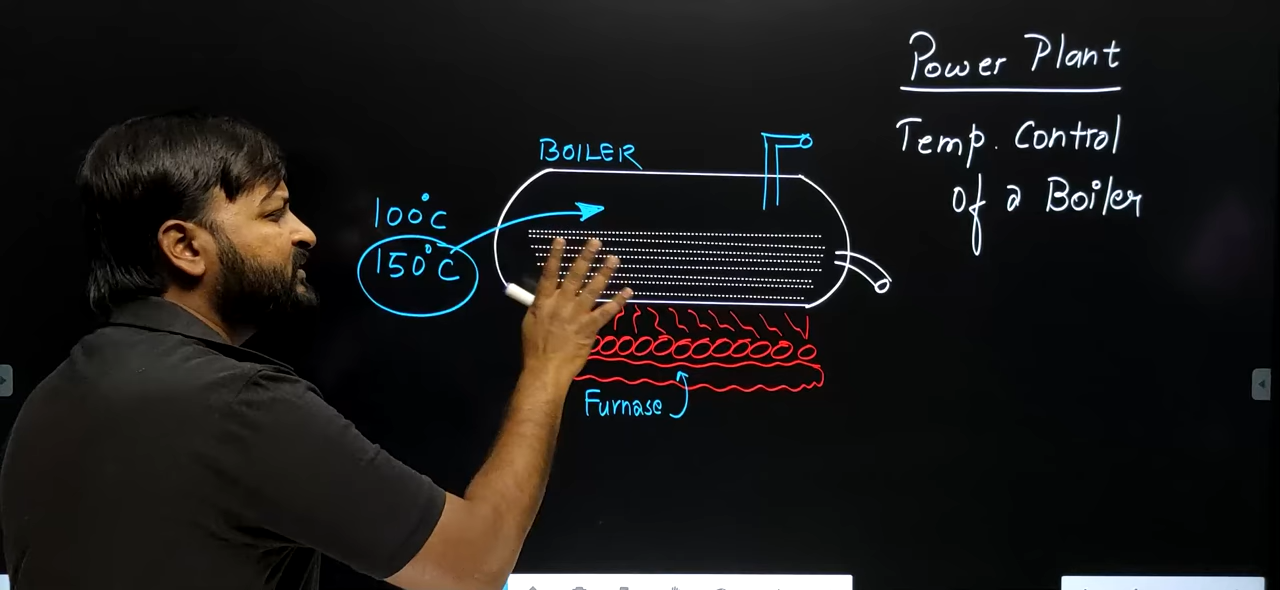 Power Plant
Temp. Control
of a Boiler
BOILER
100°C
150°C
Furnase